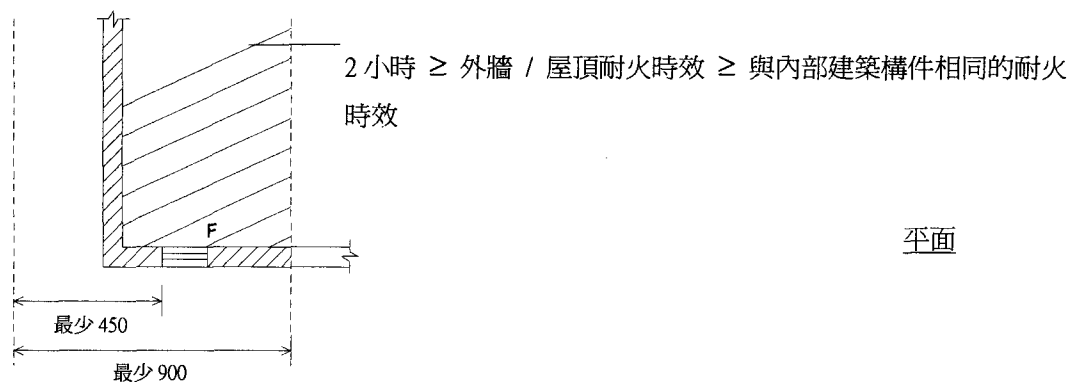 2 小時 ≥ 外牆 / 屋頂耐火時效 ≥ 與內部建築構件相同的耐火
時效
F
平面
最少 450
最少 900